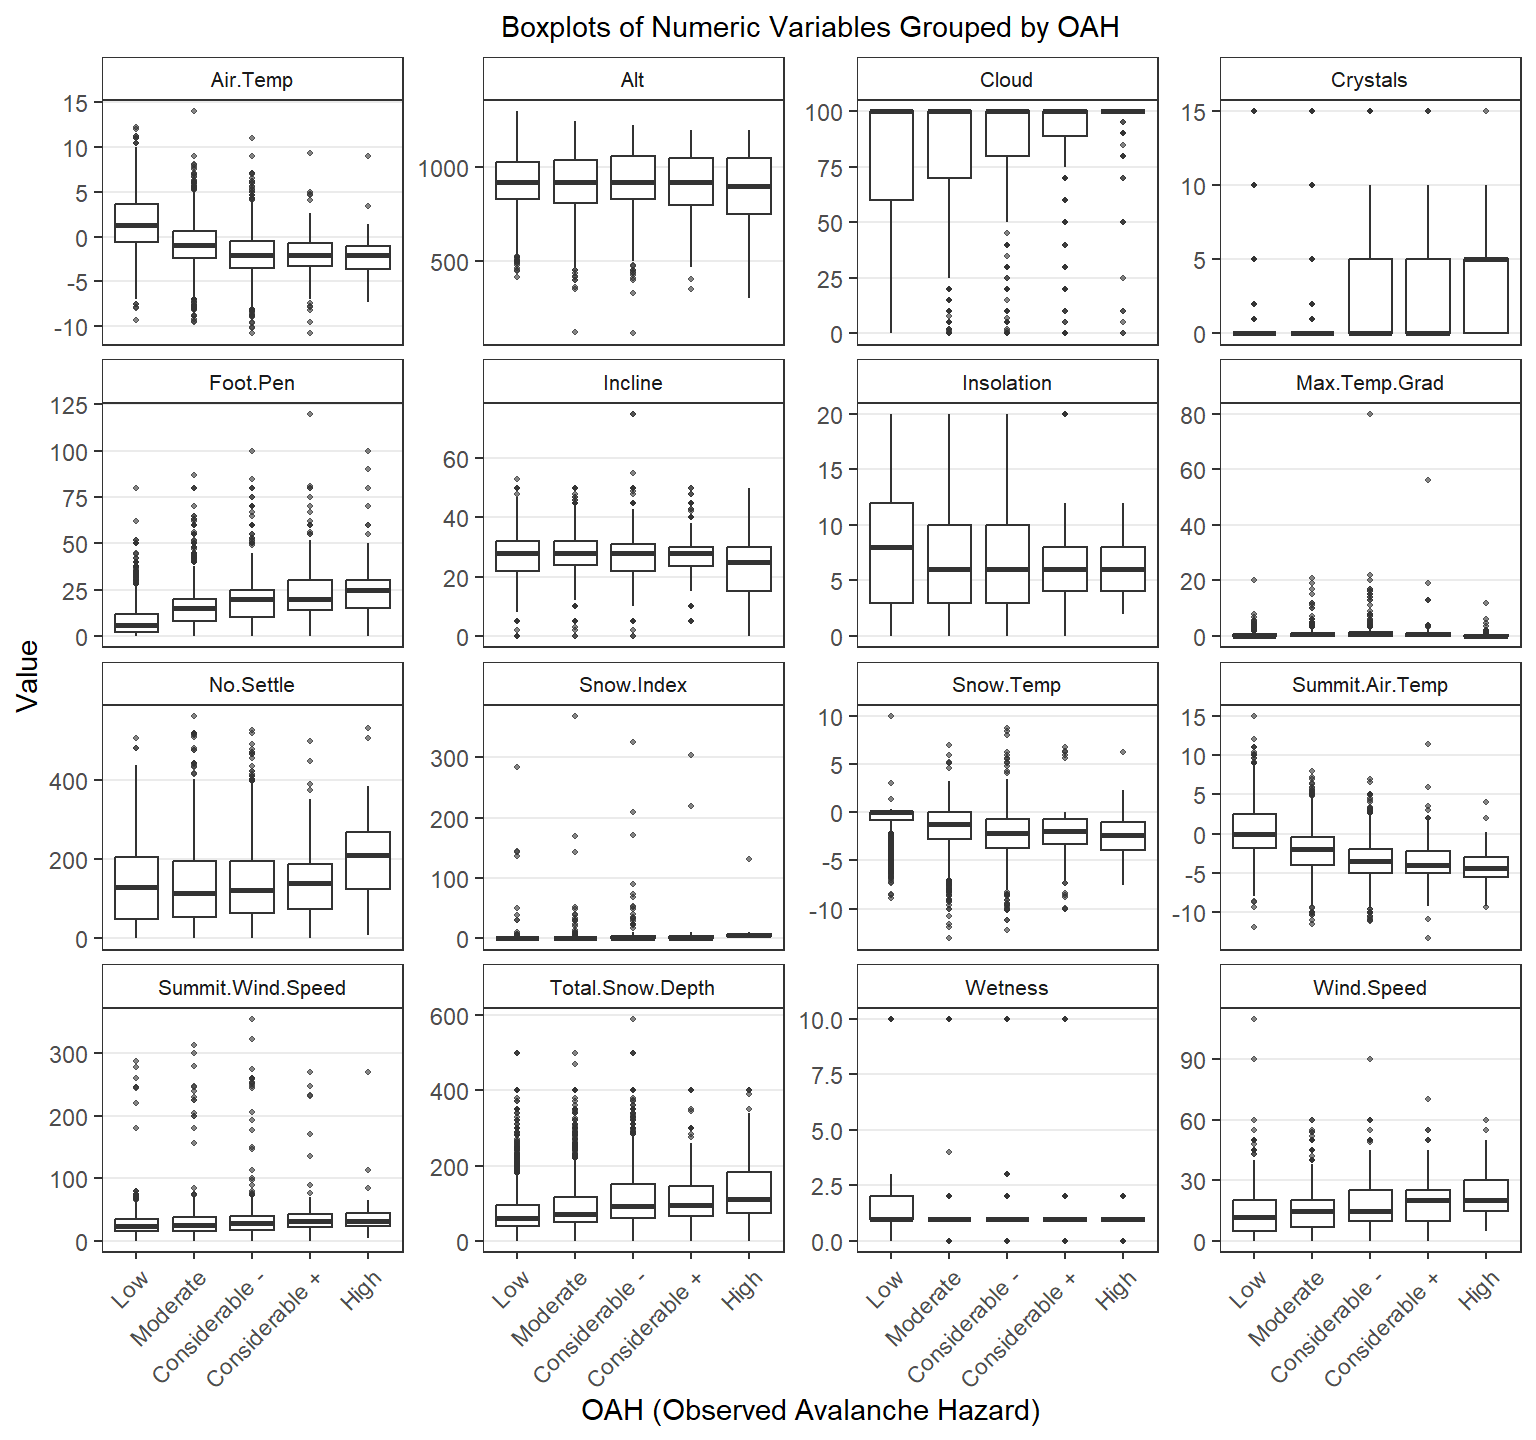 Boxplots of Numeric Variables Grouped by OAH
Air.Temp
Alt
Cloud
Crystals
15
10
5
0
-5
-10
1000
500
100
75
50
25
0
15
10
5
0
Foot.Pen
Incline
Insolation
Max.Temp.Grad
125
100
75
50
25
0
60
40
20
0
20
15
10
5
0
80
60
40
20
0
Value
No.Settle
Snow.Index
Snow.Temp
Summit.Air.Temp
400
200
0
300
200
100
0
10
5
0
-5
-10
15
10
5
0
-5
-10
Summit.Wind.Speed
Total.Snow.Depth
Wetness
Wind.Speed
300
200
100
0
600
400
200
0
10.0
7.5
5.0
2.5
0.0
90
60
30
0
Low
Moderate
Considerable -
Considerable +
High
Low
Moderate
Considerable -
Considerable +
High
Low
Moderate
Considerable -
Considerable +
High
Low
Moderate
Considerable -
Considerable +
High
OAH (Observed Avalanche Hazard)